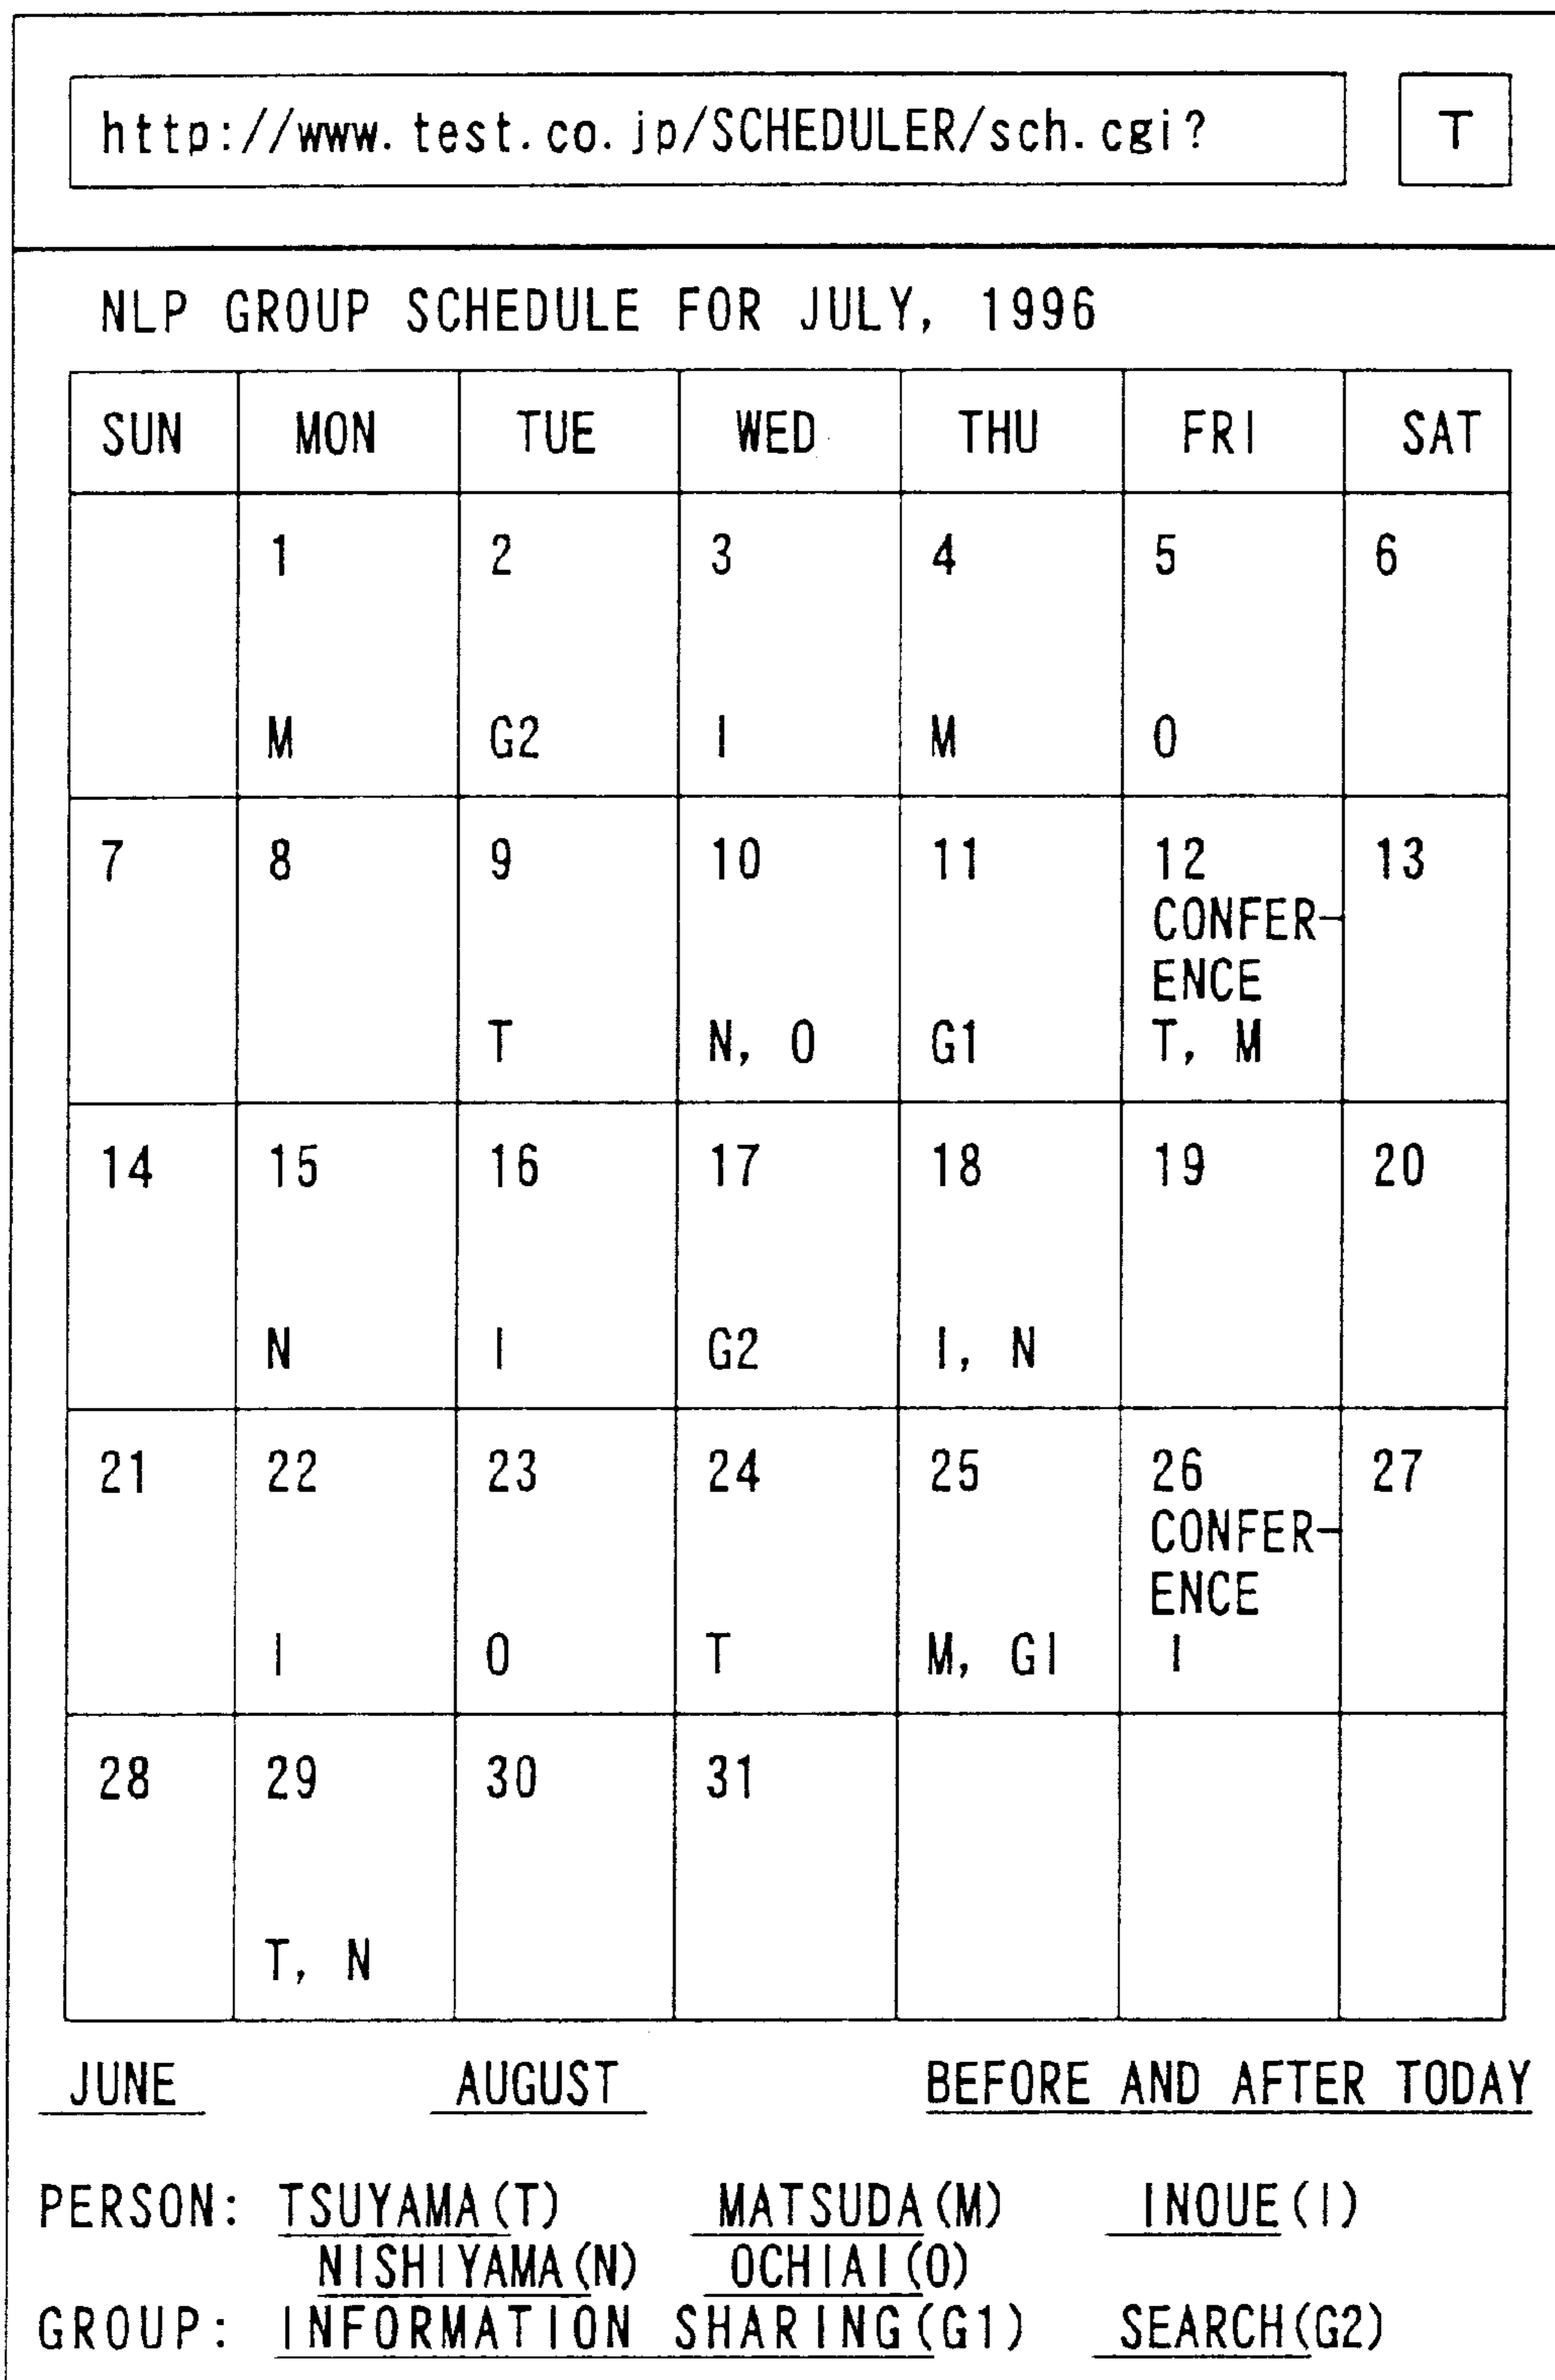 http://www.test.co.jp/SCHEDULER/sch.cgi? T
NLP GROUP SCHEDULE FOR JULY, 1996
SUN MON TUE WED THU FRI SAT
1 2 3 4 5 6
M G2 I M O
7 8 9 10 11 12 13
CONFER-
ENCE
T N, O G1 T, M
14 15 16 17 18 19 20
N I G2 I, N
21 22 23 24 25 26 27
CONFER-
ENCE
I O T M, GI I
28 29 30 31
T, N
JUNE AUGUST BEFORE AND AFTER TODAY
PERSON: TSUYAMA(T) MATSUDA(M) INOUE(I)
NISHIYAMA(N) OCHIAI(O)
GROUP: INFORMATION SHARING(G1) SEARCH(G2)